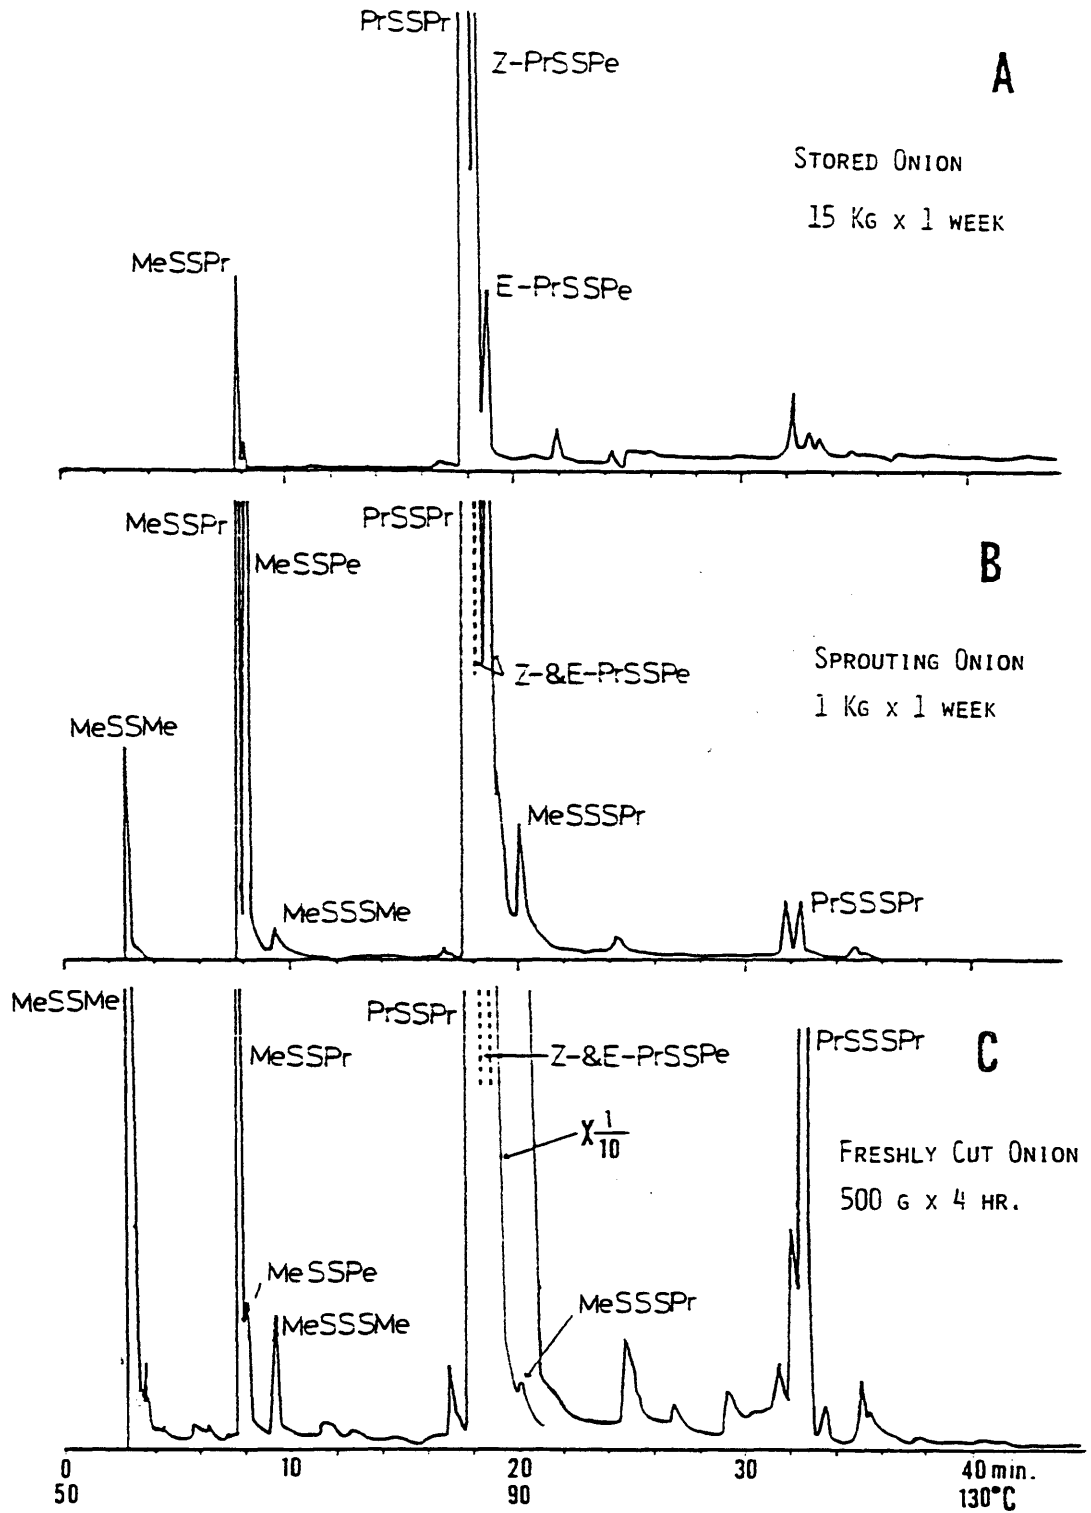 PrSSPr
Z-PrSSPe
A
STORED ONION
15 KG X 1 WEEK
MeSSPr
E-PrSSPe
MeSSPr
PrSSPr
MeSSPe
B
Z-&E-PrSSPe
SPROUTING ONION
1 KG X 1 WEEK
MeSSMe
MeSSSPr
MeSSSMe
PrSSSPr
MeSSMe
PrSSPr
MeSSPr
Z-&E-PrSSPe
PrSSSPr
C
X 1/10
FRESHLY CUT ONION
500 G X 4 HR.
MeSSPe
MeSSSMe
MeSSSPr
0 10 20 30 40 min.
50 90 130°C